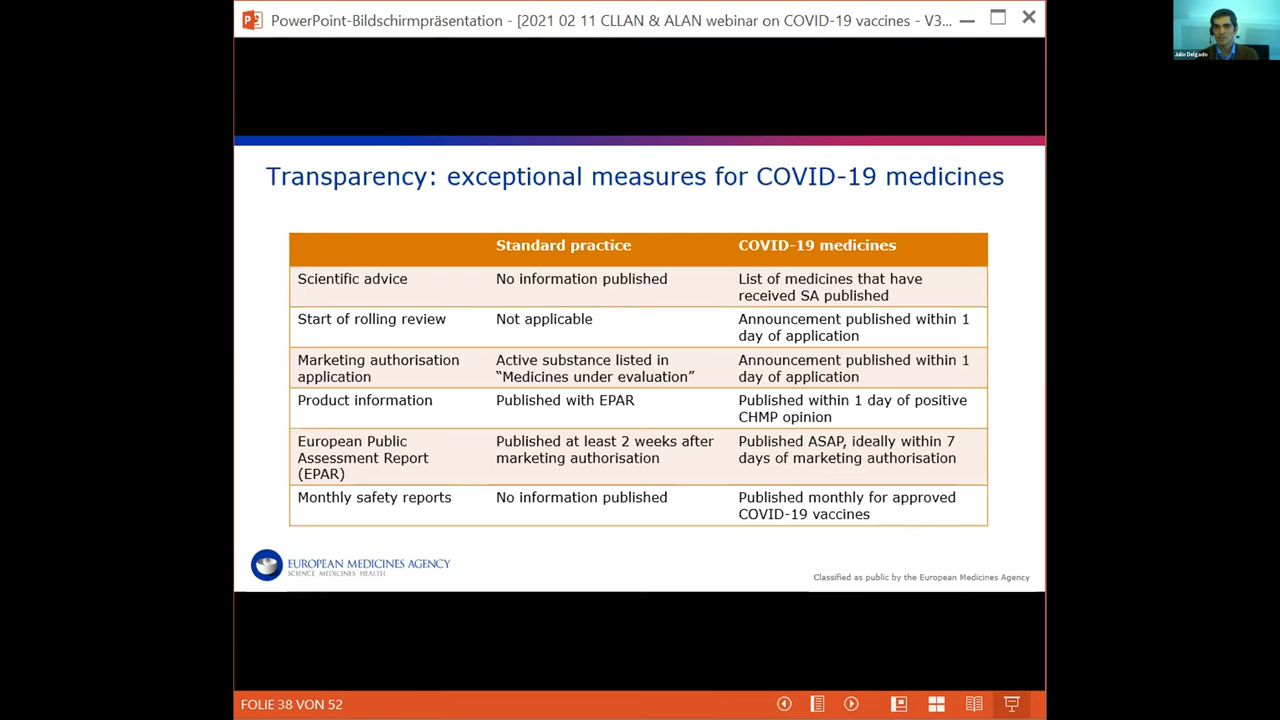 PowerPoint-Bildschirmpräsentation - [2021 02 11 CLLAN & ALAN webinar on COVID-19 vaccines - V3...
Julio Delgado
Transparency: exceptional measures for COVID-19 medicines
Standard practice
COVID-19 medicines
Scientific advice
No information published
List of medicines that have
received SA published
Start of rolling review
Not applicable
Announcement published within 1
day of application
Marketing authorisation
application
Active substance listed in
“Medicines under evaluation”
Announcement published within 1
day of application
Product information
Published with EPAR
Published within 1 day of positive
CHMP opinion
European Public
Assessment Report
(EPAR)
Published at least 2 weeks after
marketing authorisation
Published ASAP, ideally within 7
days of marketing authorisation
Monthly safety reports
No information published
Published monthly for approved
COVID-19 vaccines
EUROPEAN MEDICINES AGENCY
SCIENCE MEDICINES HEALTH
Classified as public by the European Medicines Agency
FOLIE 38 VON 52